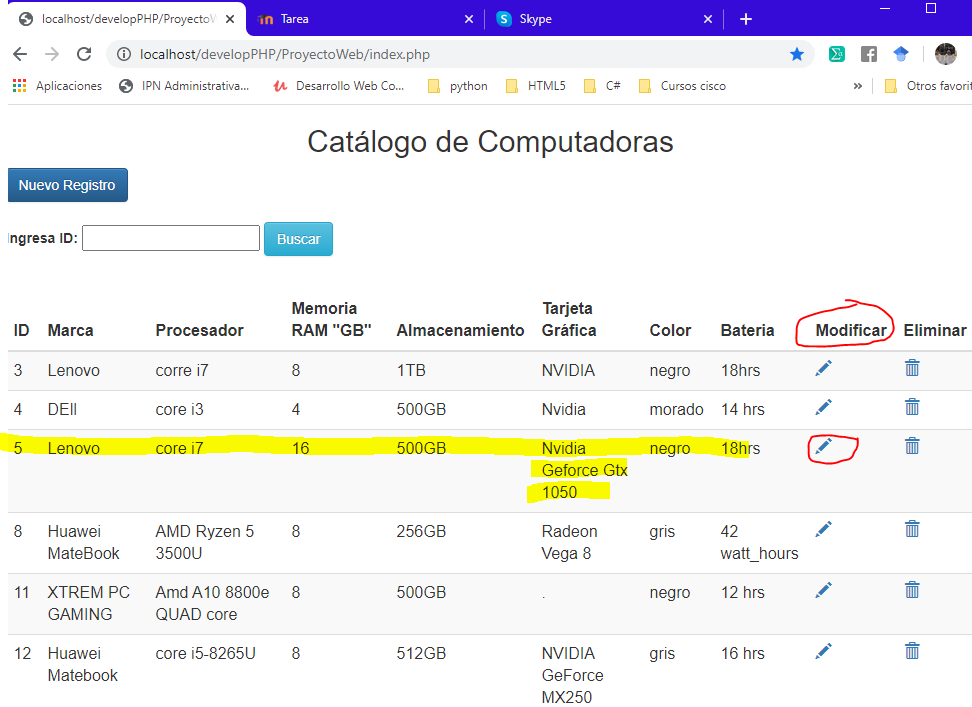 localhost/developPHP/ProyectoW
Tarea
Skype
localhost/developPHP/ProyectoWeb/index.php
Aplicaciones IPN Administrativa... Desarrollo Web Co... python HTML5 C# Cursos cisco » Otros favorit
Catálogo de Computadoras
Nuevo Registro
Ingresa ID: Buscar
ID Marca Procesador Memoria RAM "GB" Almacenamiento Tarjeta Gráfica Color Bateria Modificar Eliminar
3 Lenovo corre i7 8 1TB NVIDIA negro 18hrs
4 DEll core i3 4 500GB Nvidia morado 14 hrs
5 Lenovo core i7 16 500GB Nvidia negro 18hrs
Geforce Gtx
1050
8 Huawei AMD Ryzen 5 8 256GB Radeon gris 42
MateBook 3500U Vega 8 watt_hours
11 XTREM PC Amd A10 8800e 8 500GB . negro 12 hrs
GAMING QUAD core
12 Huawei core i5-8265U 8 512GB NVIDIA gris 16 hrs
Matebook GeForce
MX250